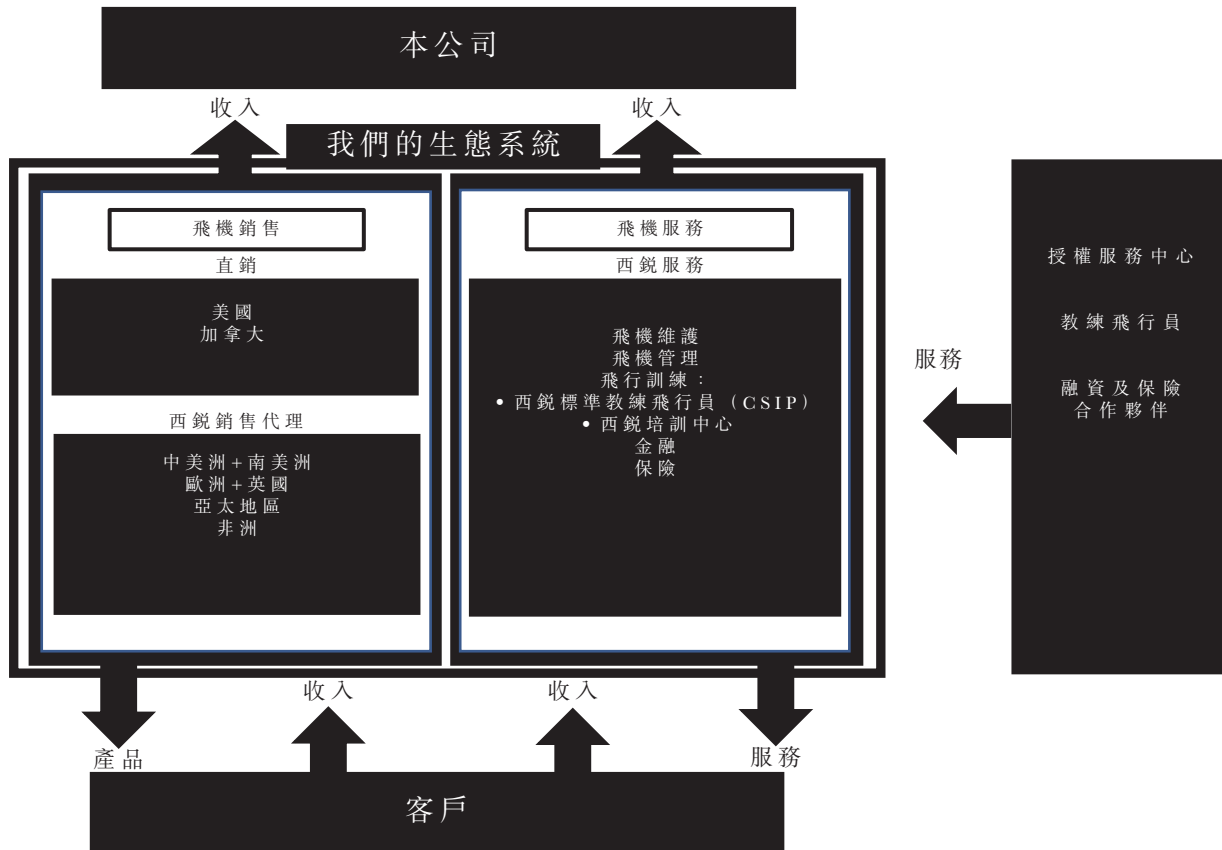 本公司
收入
收入
我們的生態系統
飛機銷售
直銷
美國
加拿大
西銳銷售代理
中美洲+南美洲
歐洲+英國
亞太地區
非洲
飛機服務
西銳服務
飛機維護
飛機管理
飛行訓練：
• 西銳標準教練飛行員（CSIP）
• 西銳培訓中心
金融
保險
服務
授權服務中心
教練飛行員
融資及保險
合作夥伴
產品
收入
收入
服務
客戶